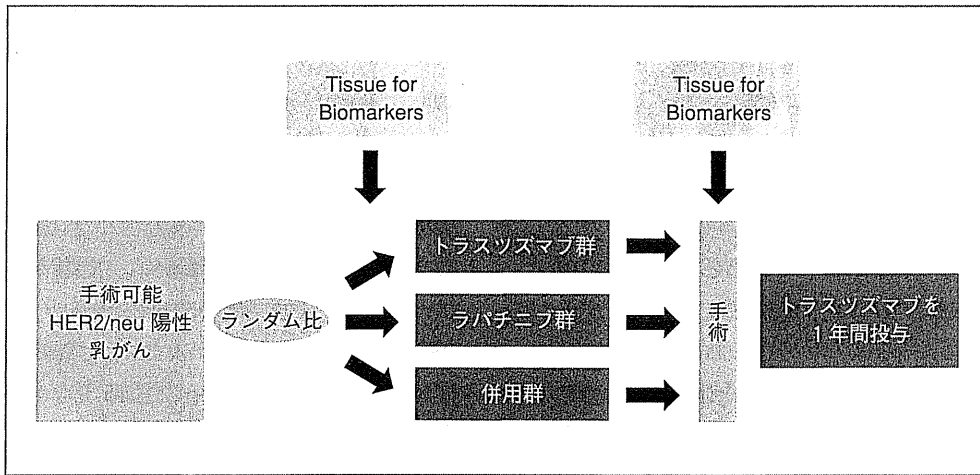 Tissue for
Biomarkers
Tissue for
Biomarkers
手術可能
HER2/neu 陽性
乳がん
ランダム比
トラスツズマブ群
ラパチニブ群
併用群
手術
トラスツズマブを
1 年間投与